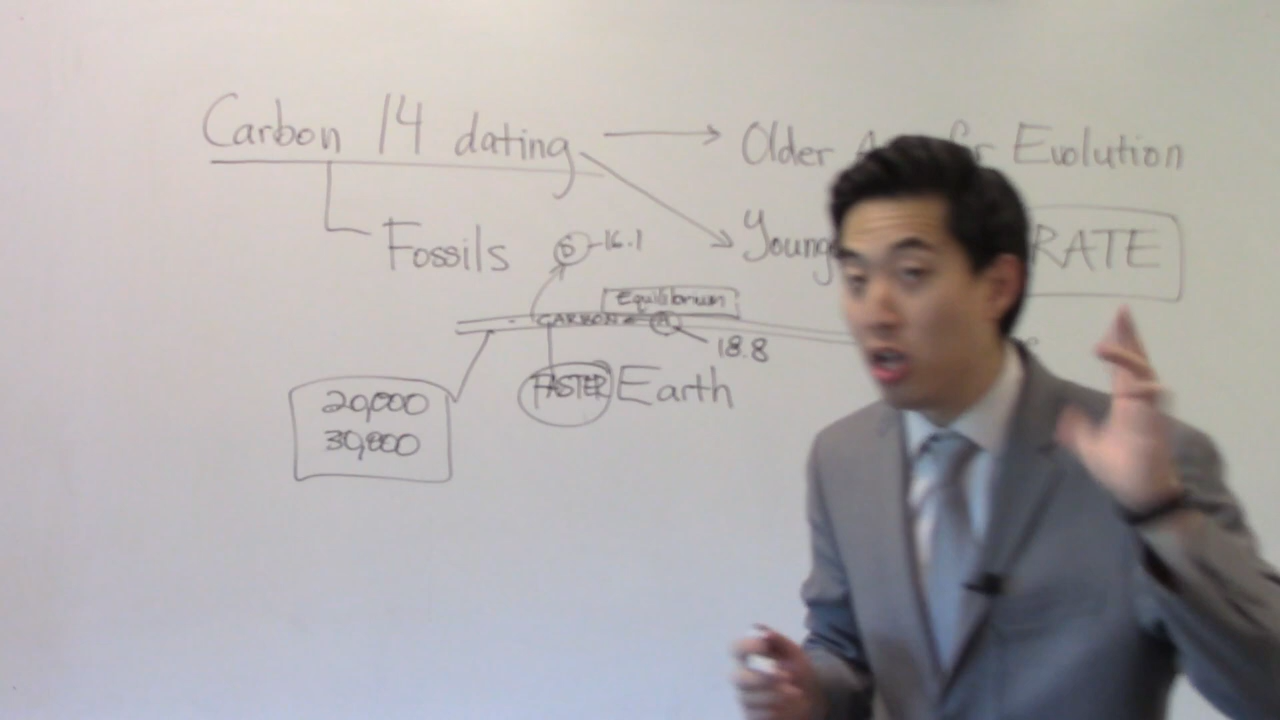 Carbon 14 dating
Older f r Evolution
Fossils
-16.1
Young
RATE
Equilibrium
CARBON
18.8
20,000
30,000
FASTER
Earth